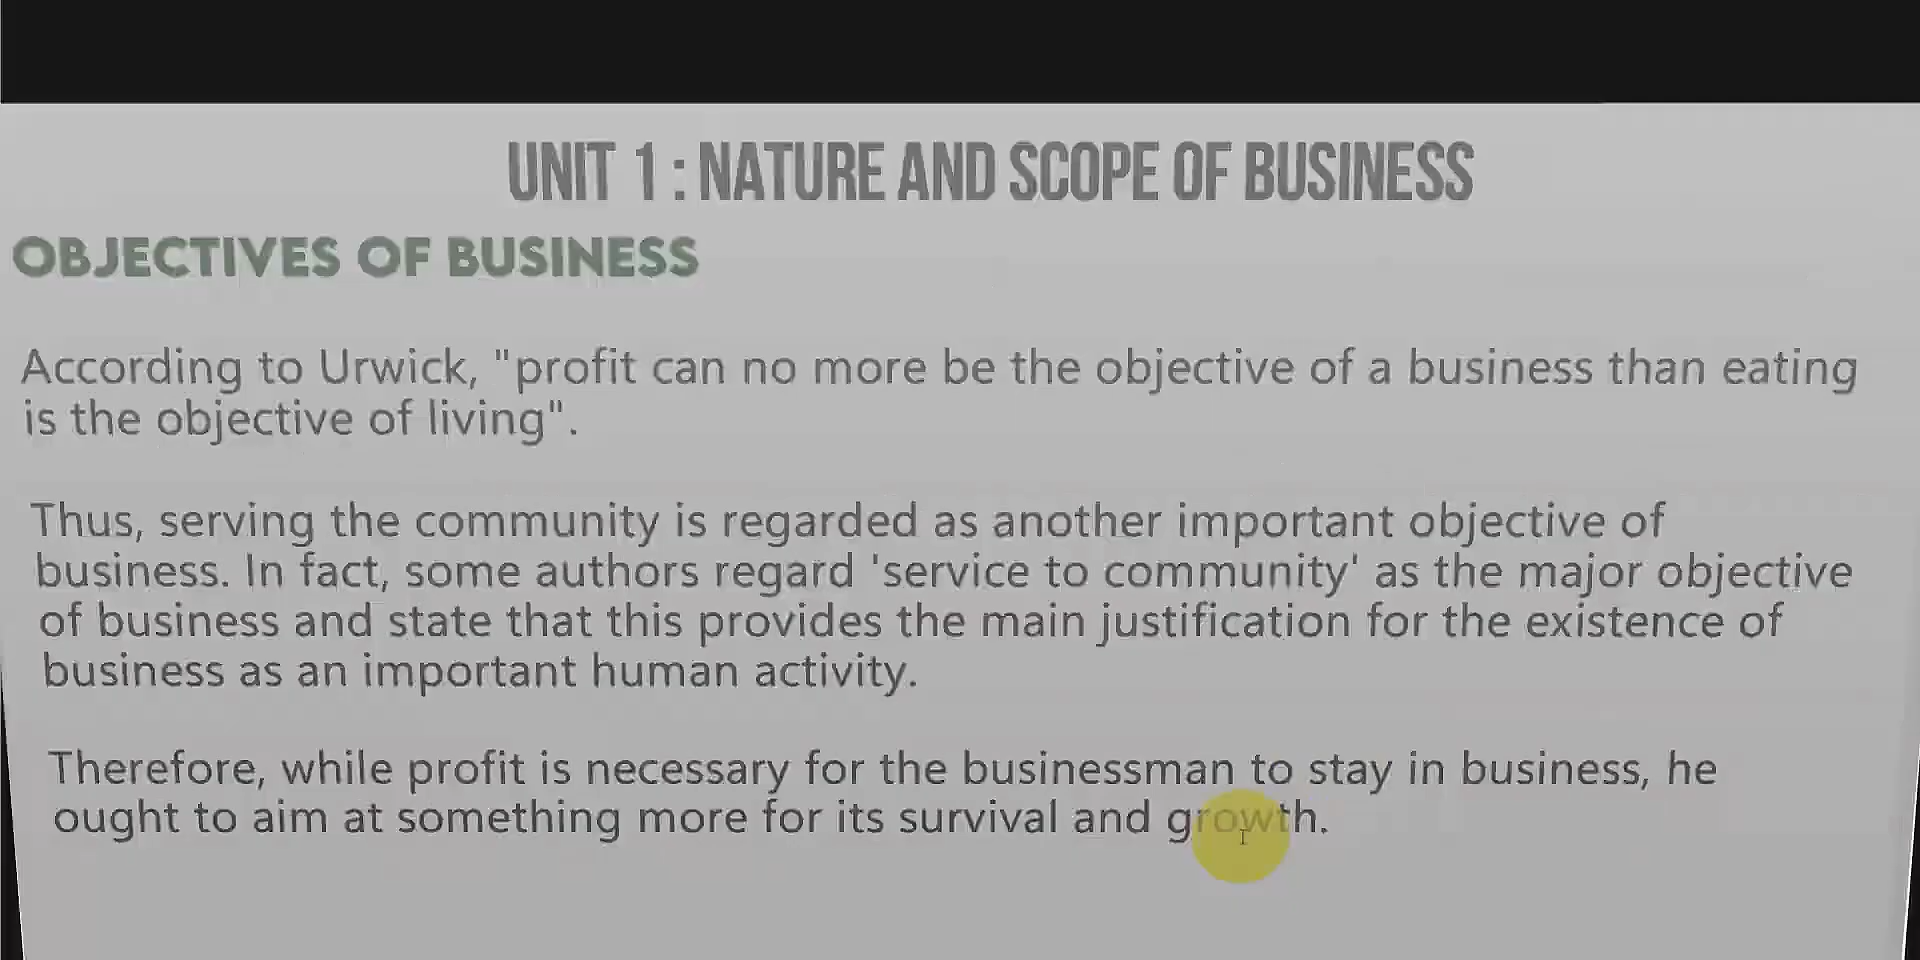 UNIT 1 : NATURE AND SCOPE OF BUSINESS
OBJECTIVES OF BUSINESS
According to Urwick, "profit can no more be the objective of a business than eating
is the objective of living".
Thus, serving the community is regarded as another important objective of
business. In fact, some authors regard 'service to community' as the major objective
of business and state that this provides the main justification for the existence of
business as an important human activity.
Therefore, while profit is necessary for the businessman to stay in business, he
ought to aim at something more for its survival and growth.